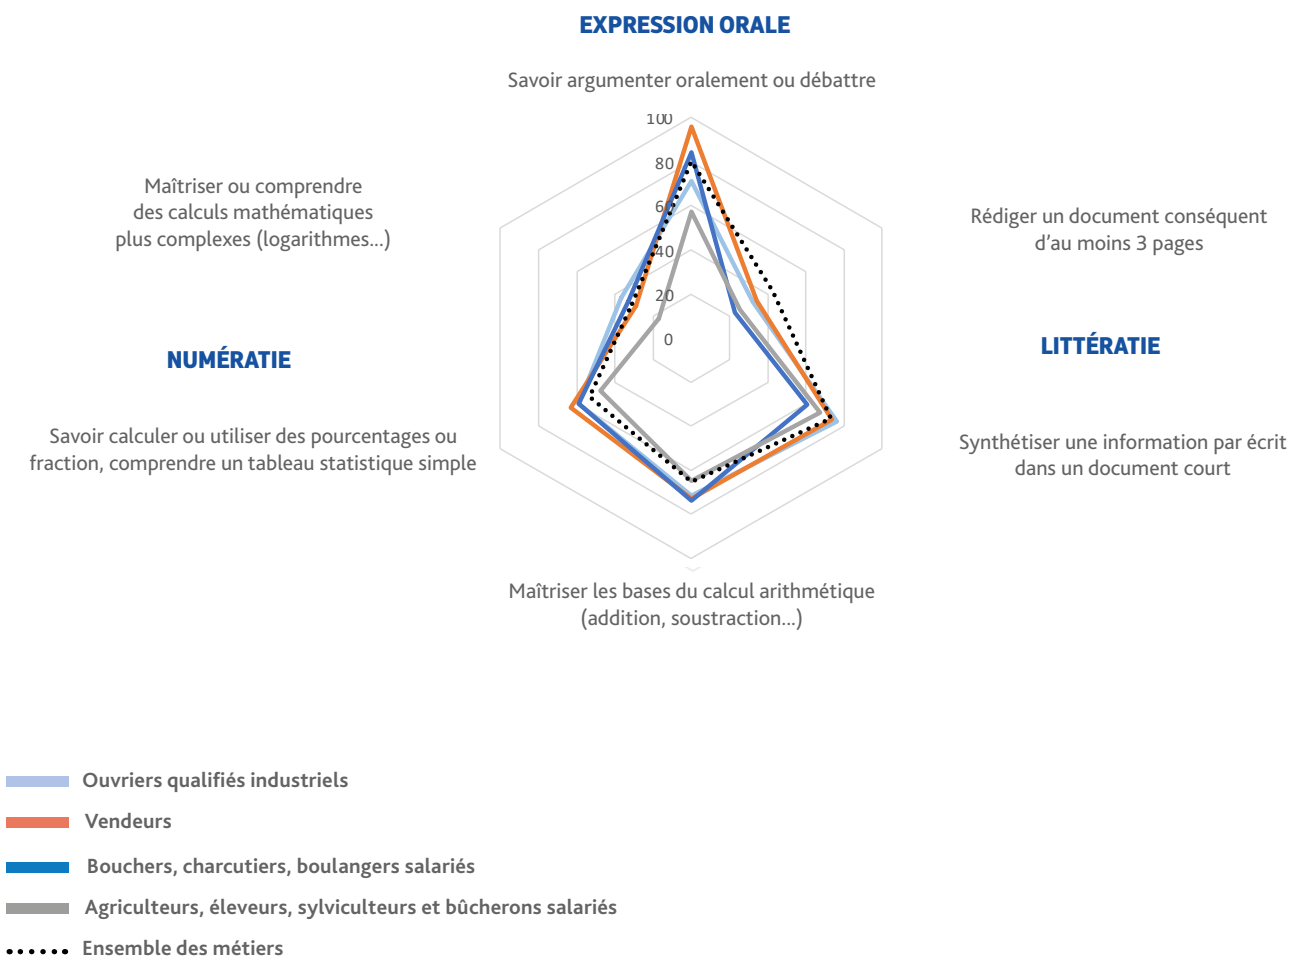 EXPRESSION ORALE
Savoir argumenter oralement ou débattre
100
80
60
40
20
0
Maîtriser ou comprendre
des calculs mathématiques
plus complexes (logarithmes...)
Rédiger un document conséquent
d'au moins 3 pages
NUMÉRATIE
LITTÉRATIE
Savoir calculer ou utiliser des pourcentages ou
fraction, comprendre un tableau statistique simple
Synthétiser une information par écrit
dans un document court
Maîtriser les bases du calcul arithmétique
(addition, soustraction...)
Ouvriers qualifiés industriels
Vendeurs
Bouchers, charcutiers, boulangers salariés
Agriculteurs, éleveurs, sylviculteurs et bûcherons salariés
Ensemble des métiers